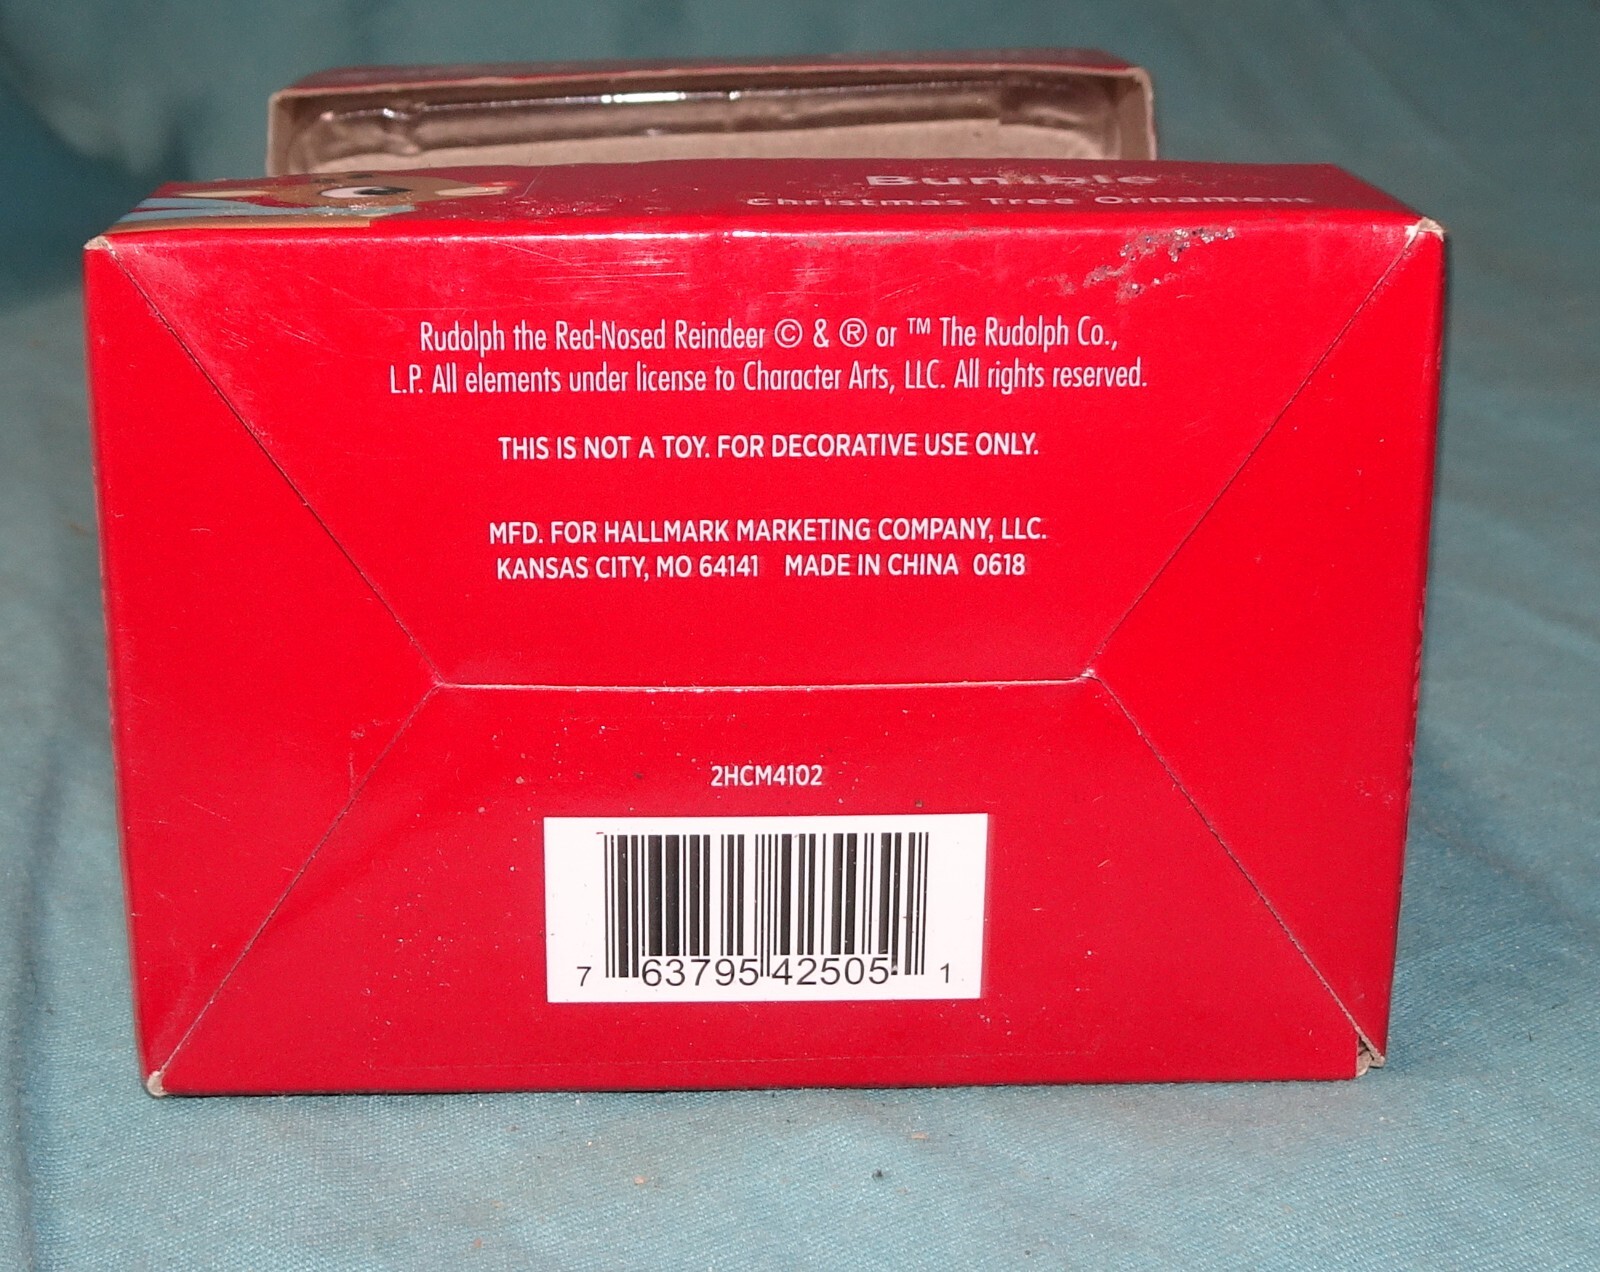 Bumble
Christmas Tree Ornament
Rudolph the Red-Nosed Reindeer © & ® or ™ The Rudolph Co.,
L.P. All elements under license to Character Arts, LLC. All rights reserved.
THIS IS NOT A TOY. FOR DECORATIVE USE ONLY.
MFD. FOR HALLMARK MARKETING COMPANY, LLC.
KANSAS CITY, MO 64141 MADE IN CHINA 0618
2HCM4102
7 63795 42505 1